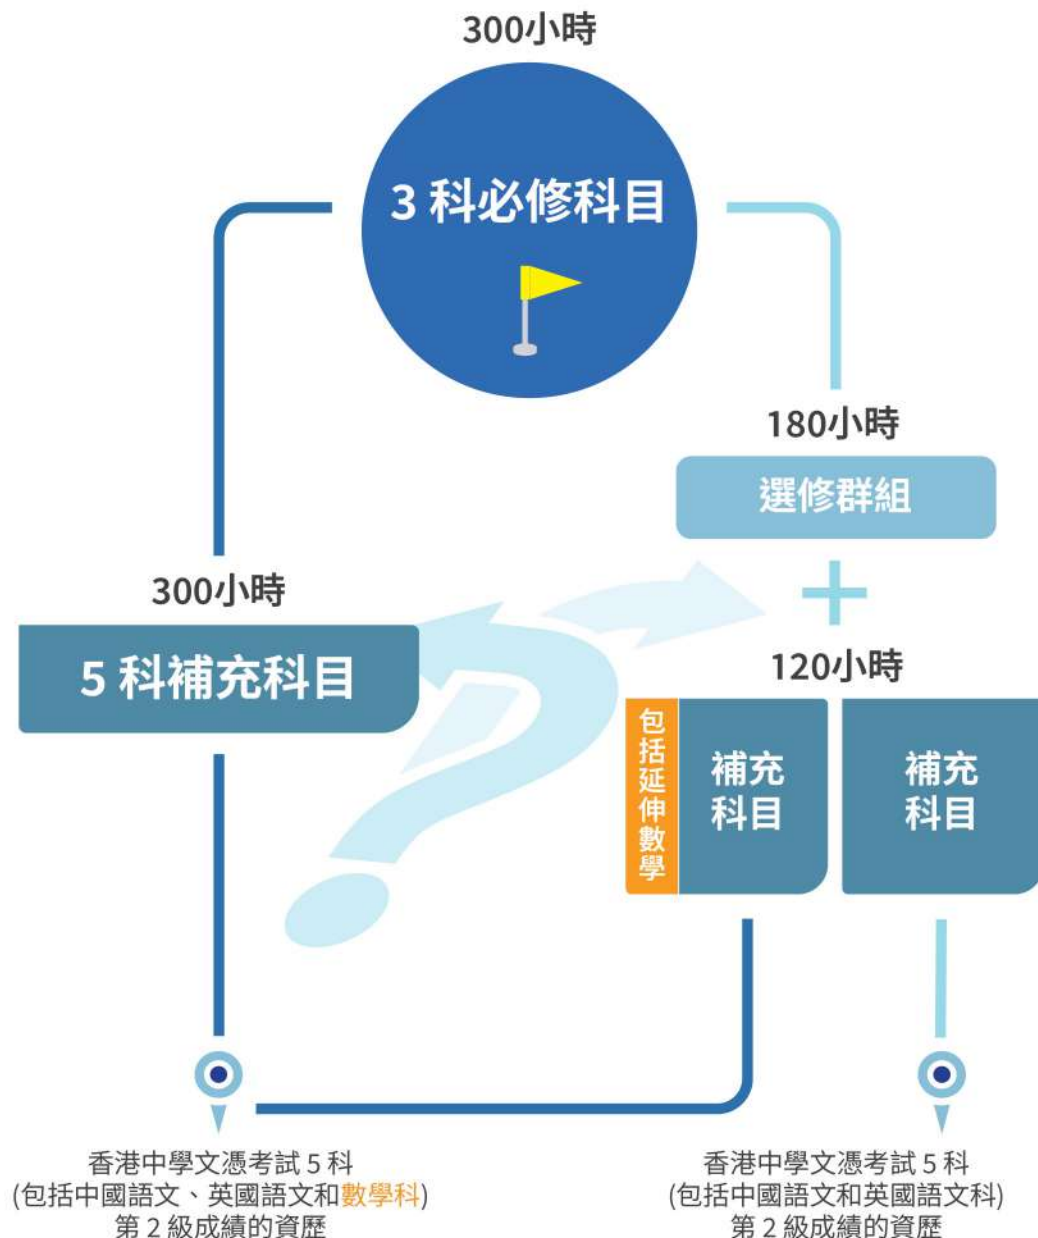 300小時
3 科必修科目
180小時
選修群組
300小時
5 科補充科目
120小時
包括延伸數學
補充
科目
補充
科目
香港中學文憑考試 5 科
(包括中國語文、英國語文和數學科)
第 2 級成績的資歷
香港中學文憑考試 5 科
(包括中國語文和英國語文科)
第 2 級成績的資歷